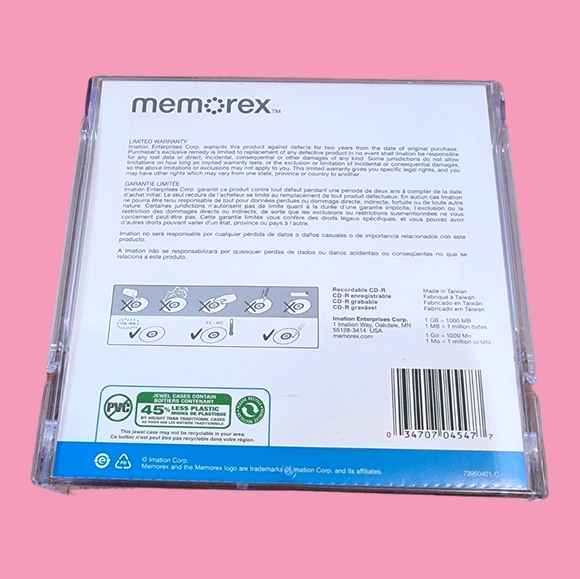 memorex™
LIMITED WARRANTY
Imation Enterprises Corp. warrants this product against defects for two years from the date of original purchase.
Purchaser's exclusive remedy is limited to replacement of any defective product.In no event shall Imation be responsible
for any lost data or direct, indirect, consequential or other damages of any kind. Some jurisdictions do not allow
limitations on how long an implied warranty lasts, or the exclusion or limitation of incidental or consequential damages,
so the above limitations or exclusions may not apply to you. This limited warranty gives you specific legal rights, and you
may have other rights which may vary from one state, province or country to another.
GARANTIE LIMITÉE
Imation Enterprises Corp. garantit ce produit contre tout défaut pendant une période de deux ans à compter de la date
d'achat initial. Le seul recours de l'acheteur se limite au remplacement de tout produit défectueux. En aucun cas Imation
ne pourra être tenu responsable de tout pour données perdues ou dommage directe, indirecte, fortuite ou de toute autre
nature. Certaines juridictions n'autorisent pas de limite quant à la durée d'une garantie implicite, l'exclusion ou la
restriction des dommages directs ou indirects, de sorte que les exclusions ou restrictions susmentionnées ne vous
concernent peut-être pas. Cette garantie limitée vous confère des droits légaux spécifiques, et vous pouvez avoir
d'autres droits pouvant varier d'un état, province ou pays à l'autre.
Imation no será responsable por cualquier pérdida de datos o daños casuales o de importancia relacionados con este
producto.
A Imation não se responsabilizará por quaisquer perdas de dados ou danos acidentais ou conseqüentes no que se
relaciona a este produto.
Recordable CD-R
CD-R enregistrable
CD-R grabable
CD-R gravável
Made in Taiwan
Fabriqué à Taiwan
Fabricado en Taiwán
Fabricado em Taiwan
Imation Enterprises Corp.
1 Imation Way, Oakdale, MN
55128-3414 USA
memorex.com
1 GB = 1000 MB
1 MB = 1 million bytes
1 Go = 1000 Mo
1 Mo = 1 million octets
PVC
JEWEL CASES CONTAIN
BOÎTIERS CONTENANT
45% LESS PLASTIC
MOINS DE PLASTIQUE
BY WEIGHT THAN TRADITIONAL CASES
AU POIDS QUE LES BOÎTIERS TRADITIONNELS
This jewel case may not be recyclable in your area.
Ce boîtier n'est peut être pas recyclable dans votre région.
0 34707 04547 7
© Imation Corp.
Memorex and the Memorex logo are trademarks of Imation Corp. and its affiliates.
73960401-C